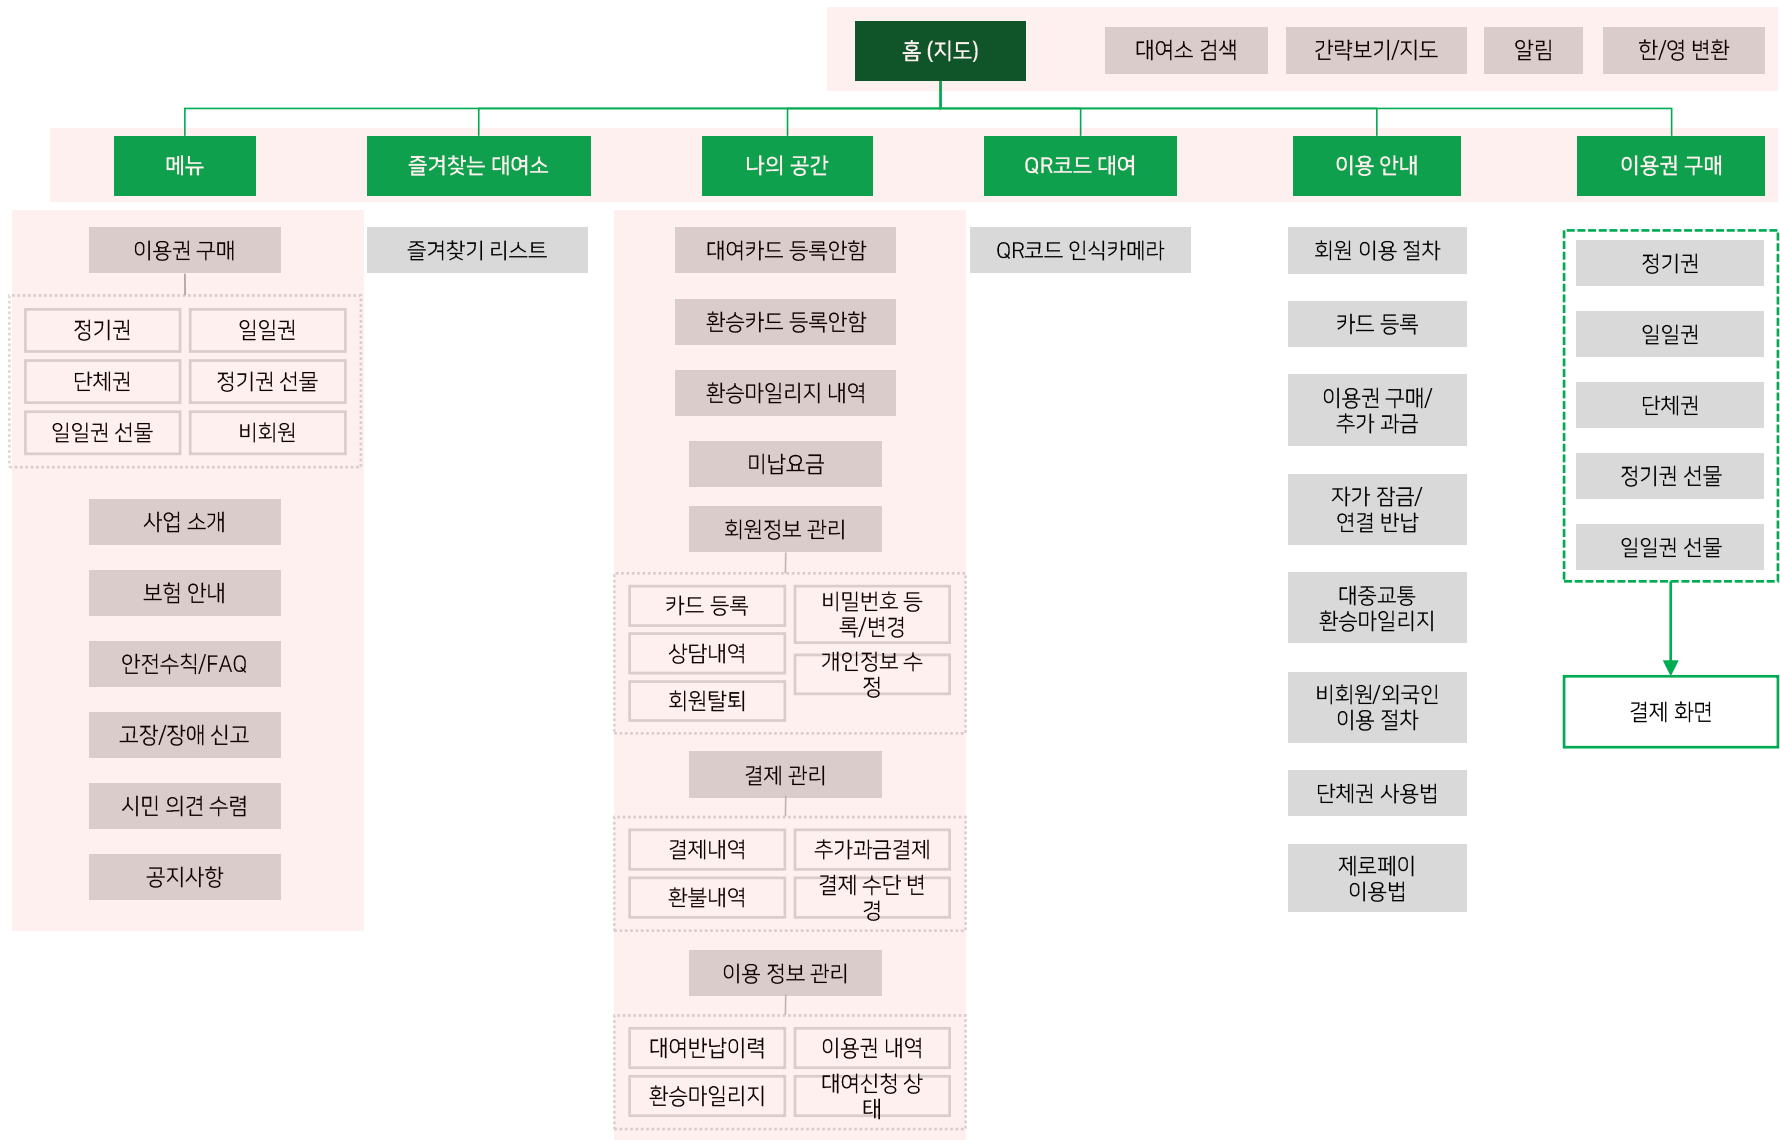 홈 (지도)
대여소 검색
간략보기/지도
알림
한/영 변환
메뉴
즐겨찾는 대여소
나의 공간
QR코드 대여
이용 안내
이용권 구매
이용권 구매
정기권
일일권
단체권
정기권 선물
일일권 선물
비회원
사업 소개
보험 안내
안전수칙/FAQ
고장/장애 신고
시민 의견 수렴
공지사항
즐겨찾기 리스트
대여카드 등록안함
환승카드 등록안함
환승마일리지 내역
미납요금
회원정보 관리
카드 등록
비밀번호 등
록/변경
상담내역
개인정보 수
정
회원탈퇴
결제 관리
결제내역
추가과금결제
환불내역
결제 수단 변
경
이용 정보 관리
대여반납이력
이용권 내역
환승마일리지
대여신청 상
태
QR코드 인식카메라
회원 이용 절차
카드 등록
이용권 구매/
추가 과금
자가 잠금/
연결 반납
대중교통
환승마일리지
비회원/외국인
이용 절차
단체권 사용법
제로페이
이용법
정기권
일일권
단체권
정기권 선물
일일권 선물
결제 화면